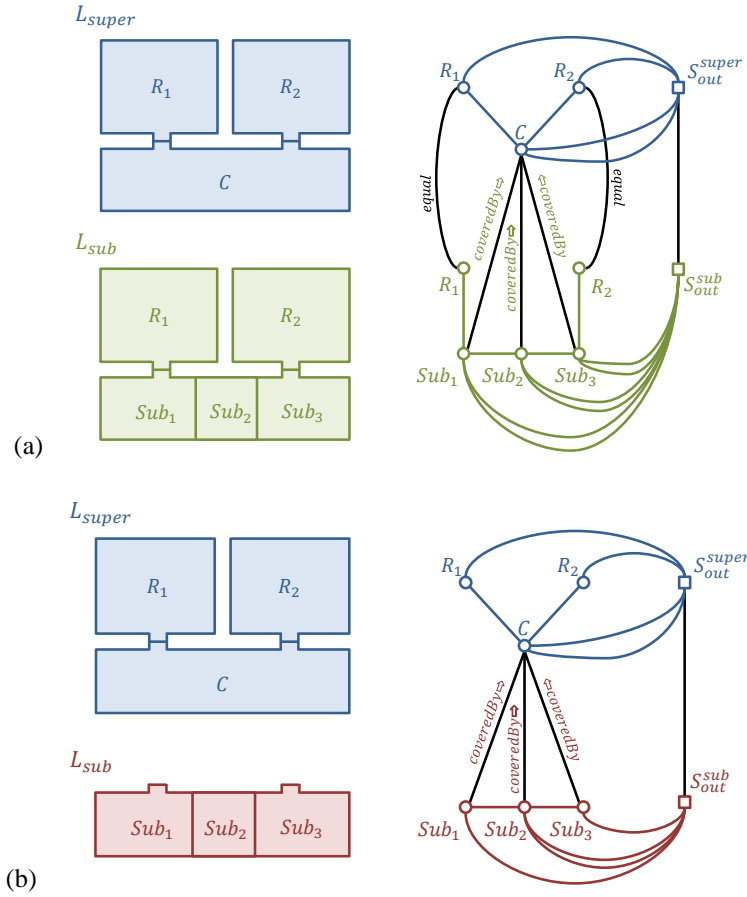 L_super
R_1 R_2
C
L_sub
R_1 R_2
Sub_1 Sub_2 Sub_3
R_1 R_2 S_out^super
C
equal coveredBy⇨ coveredBy⇨ ⇦coveredBy equal
R_1 R_2 S_out^sub
Sub_1 Sub_2 Sub_3
(a)
L_super
R_1 R_2
C
L_sub
Sub_1 Sub_2 Sub_3
R_1 R_2 S_out^super
C
coveredBy⇨ coveredBy⇨ ⇦coveredBy
S_out^sub
Sub_1 Sub_2 Sub_3
(b)